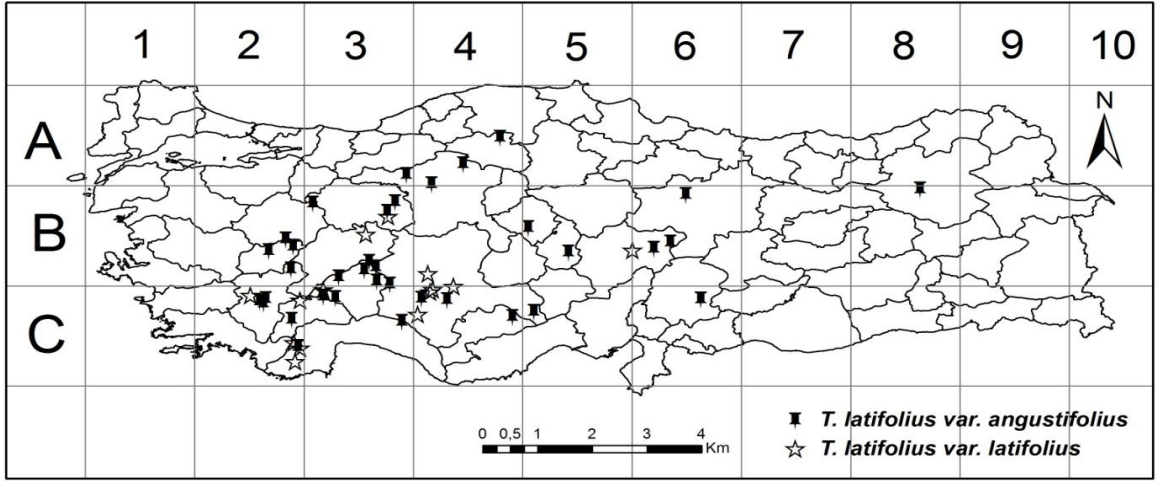 1 2 3 4 5 6 7 8 9 10
A
N
B
C
T. latifolius var. angustifolius
0 0,5 1 2 3 4
Km
T. latifolius var. latifolius